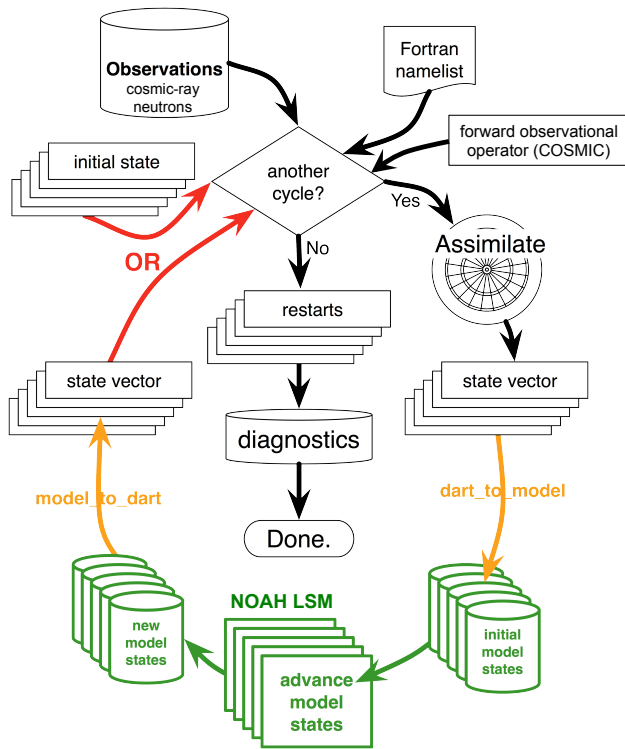 Observations
cosmic-ray
neutrons
Fortran
namelist
forward observational
operator (COSMIC)
initial state
another
cycle?
Yes
Assimilate
No
OR
restarts
state vector
state vector
diagnostics
model_to_dart
dart_to_model
Done.
NOAH LSM
new
model
states
advance
model
states
initial
model
states